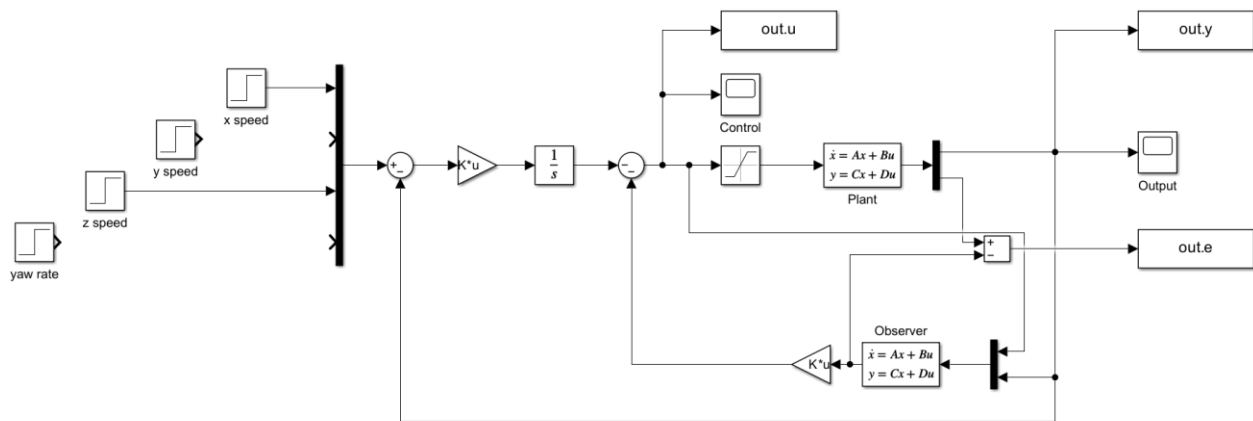 out.u
out.y
x speed
Control
y speed
+
−
K*u
1
s
−
−
ẋ = Ax + Bu
y = Cx + Du
Plant
Output
z speed
+
−
out.e
yaw rate
Observer
K*u
ẋ = Ax + Bu
y = Cx + Du